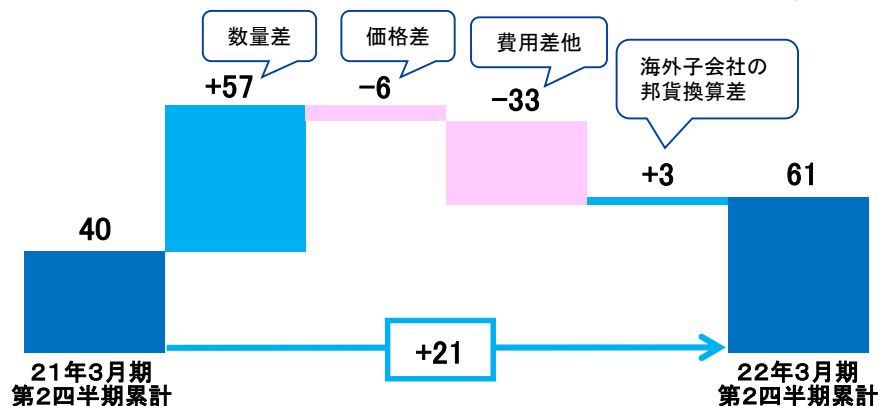 数量差
価格差
費用差他
海外子会社の
邦貨換算差
+57
-6
-33
+3
61
40
+21
21年3月期
第2四半期累計
22年3月期
第2四半期累計